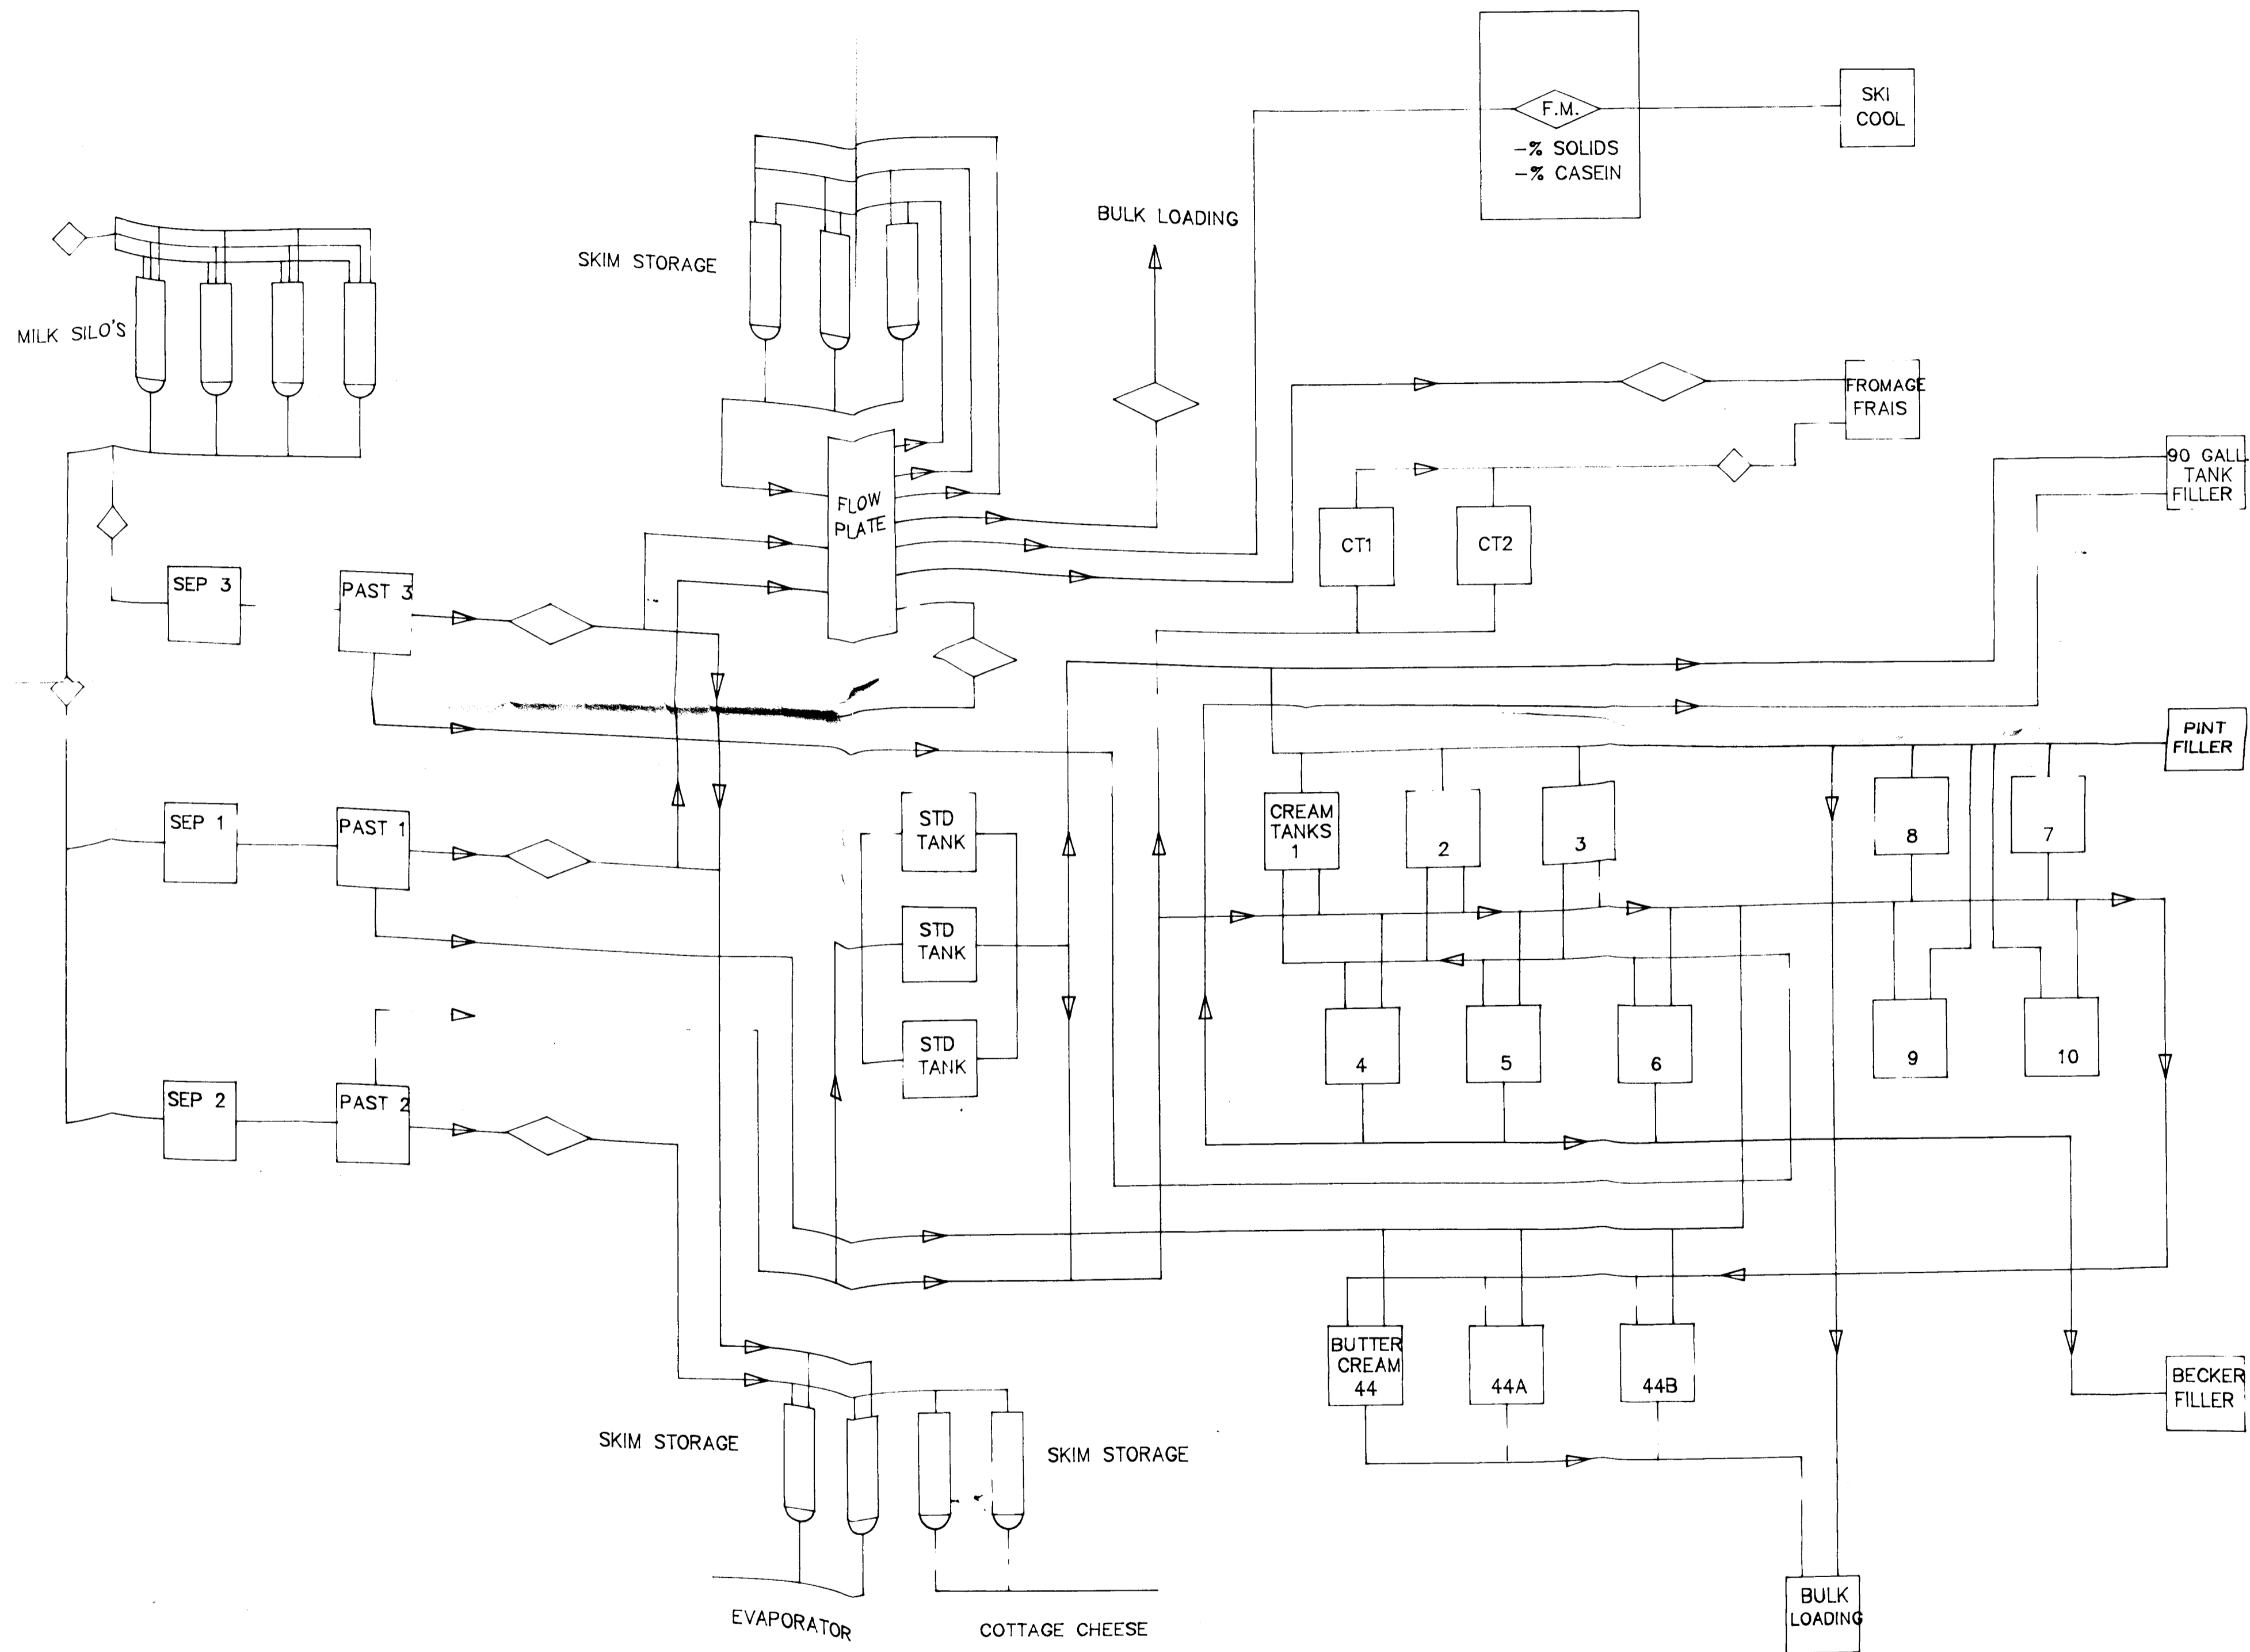 SKI
COOL
F.M.
-% SOLIDS
-% CASEIN
BULK LOADING
SKIM STORAGE
MILK SILO'S
FROMAGE
FRAIS
90 GALL
TANK
FILLER
FLOW
PLATE
CT1
CT2
SEP 3
PAST 3
PINT
FILLER
SEP 1
PAST 1
STD
TANK
CREAM
TANKS
1
2
3
8
7
STD
TANK
STD
TANK
4
5
6
9
10
SEP 2
PAST 2
BUTTER
CREAM
44
44A
44B
BECKER
FILLER
SKIM STORAGE
SKIM STORAGE
EVAPORATOR
COTTAGE CHEESE
BULK
LOADING